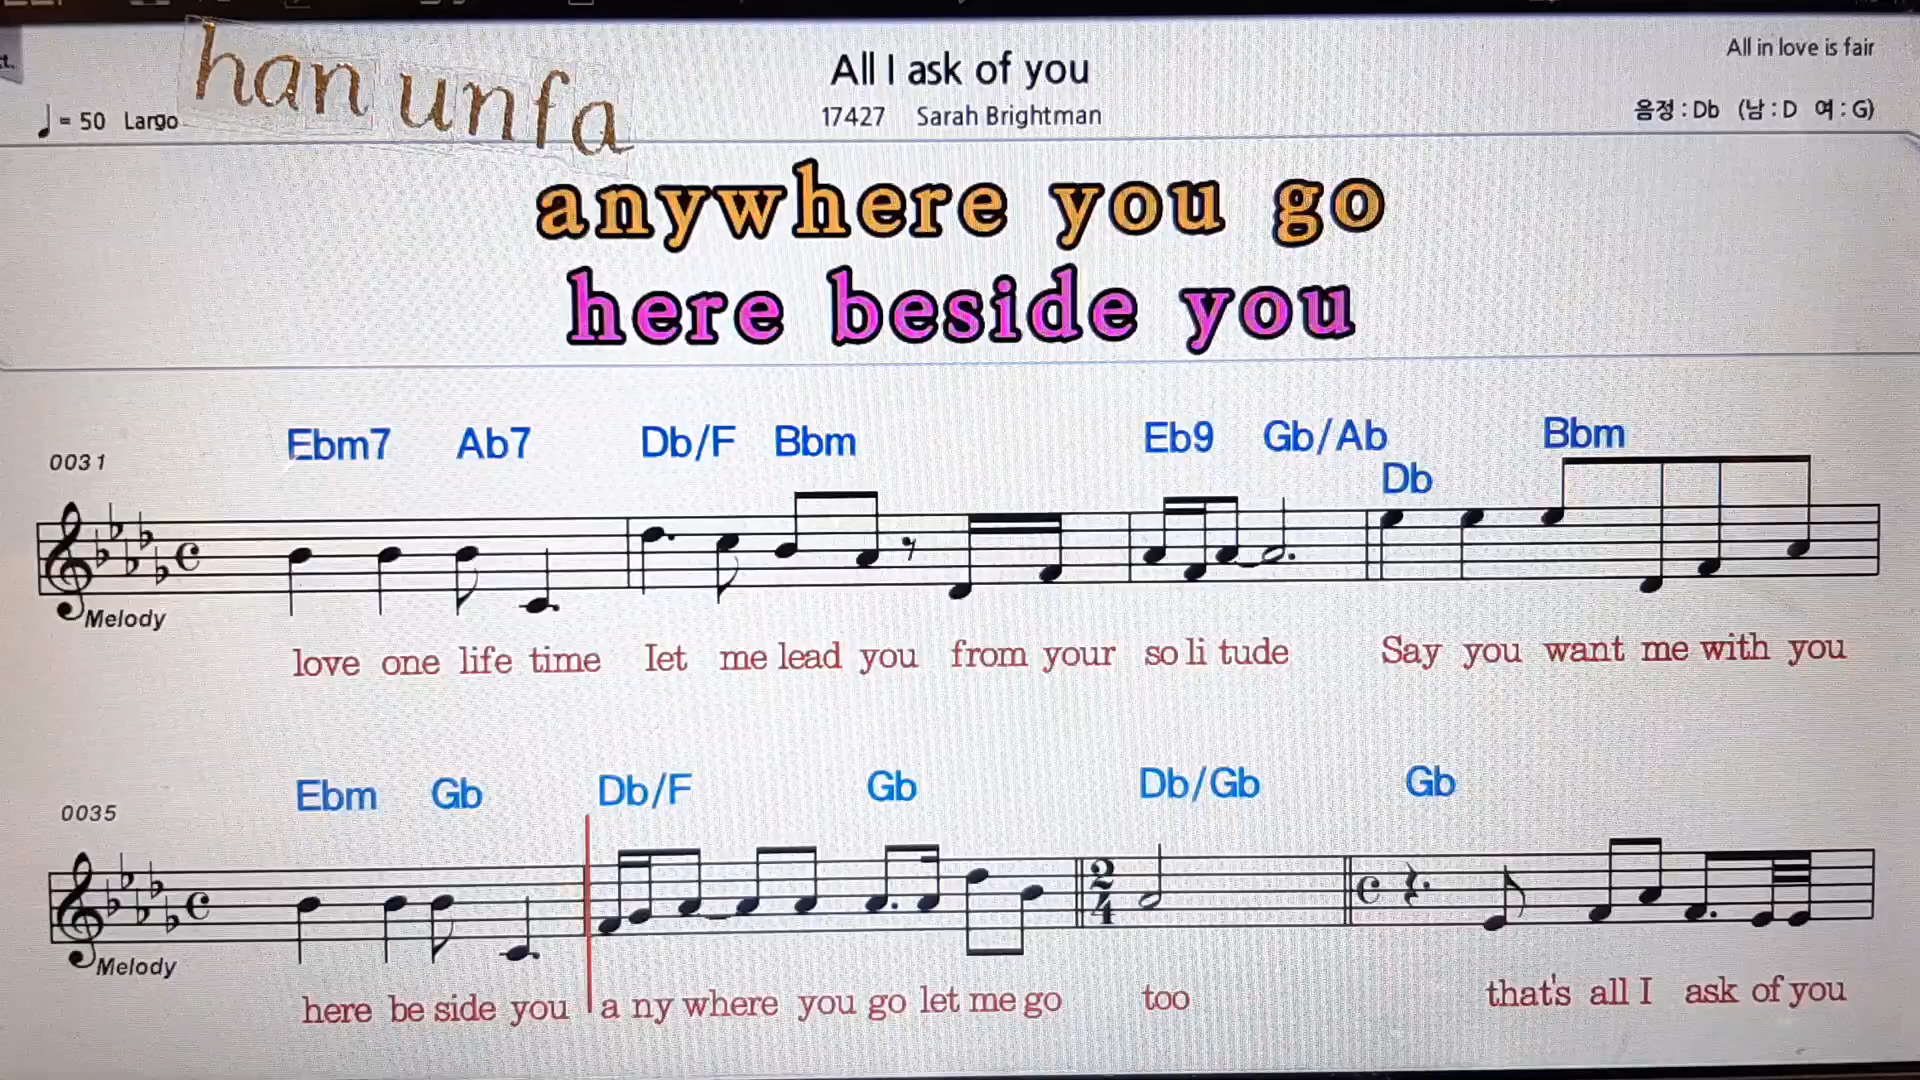 han unfa
All I ask of you
All in love is fair
= 50 Largo
17427 Sarah Brightman
음정 : Db (남 : D 여 : G)
anywhere you go
here beside you
Ebm7 Ab7 Db/F Bbm Eb9 Gb/Ab Db Bbm
0031
Melody
love one life time let me lead you from your so li tude Say you want me with you
Ebm Gb Db/F Gb Db/Gb Gb
0035
2
4
Melody
here be side you a ny where you go let me go too that's all I ask of you